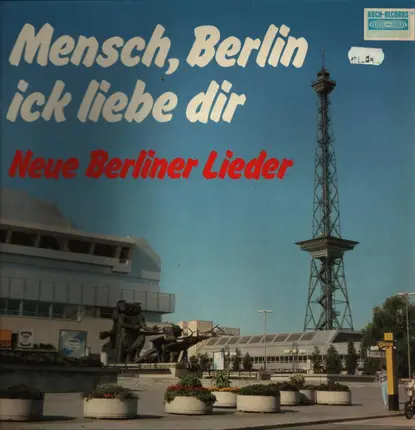 Mensch, Berlin
ick liebe dir
Neue Berliner Lieder
KOCH-RECORDS